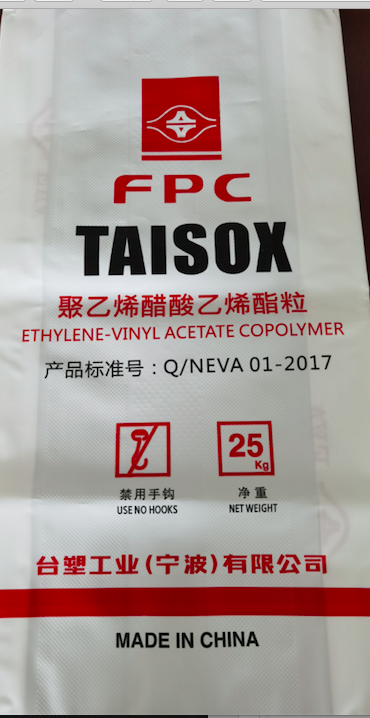 FPC
TAISOX
聚乙烯醋酸乙烯酯粒
ETHYLENE-VINYL ACETATE COPOLYMER
产品标准号：Q/NEVA 01-2017
25
Kg
禁用手钩
USE NO HOOKS
净重
NET WEIGHT
台塑工业(宁波)有限公司
MADE IN CHINA